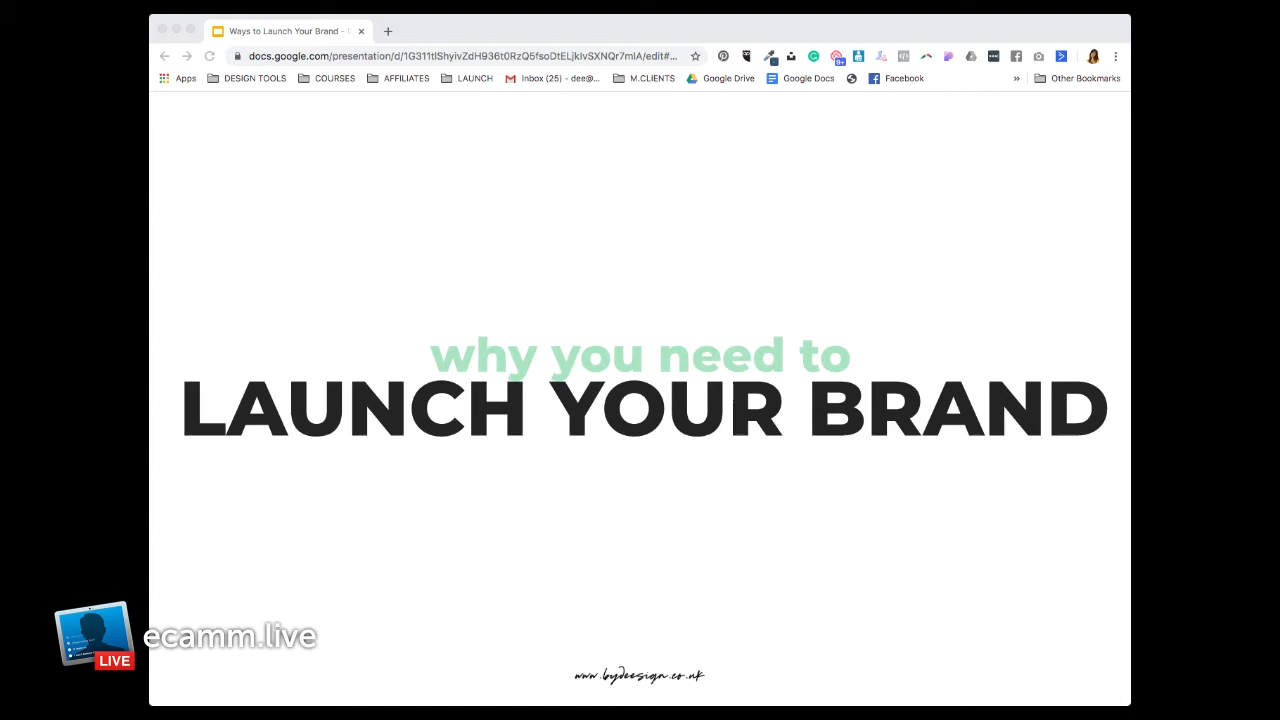 Ways to Launch Your Brand -
docs.google.com/presentation/d/1G311tlShyivZdH936t0RzQ5fsoDtELjklvSXNQr7mlA/edit#...
9+
Apps DESIGN TOOLS COURSES AFFILIATES LAUNCH Inbox (25) - dee@... M.CLIENTS Google Drive Google Docs Facebook » Other Bookmarks
why you need to
LAUNCH YOUR BRAND
ecamm.live
LIVE
www.bydeesign.co.uk